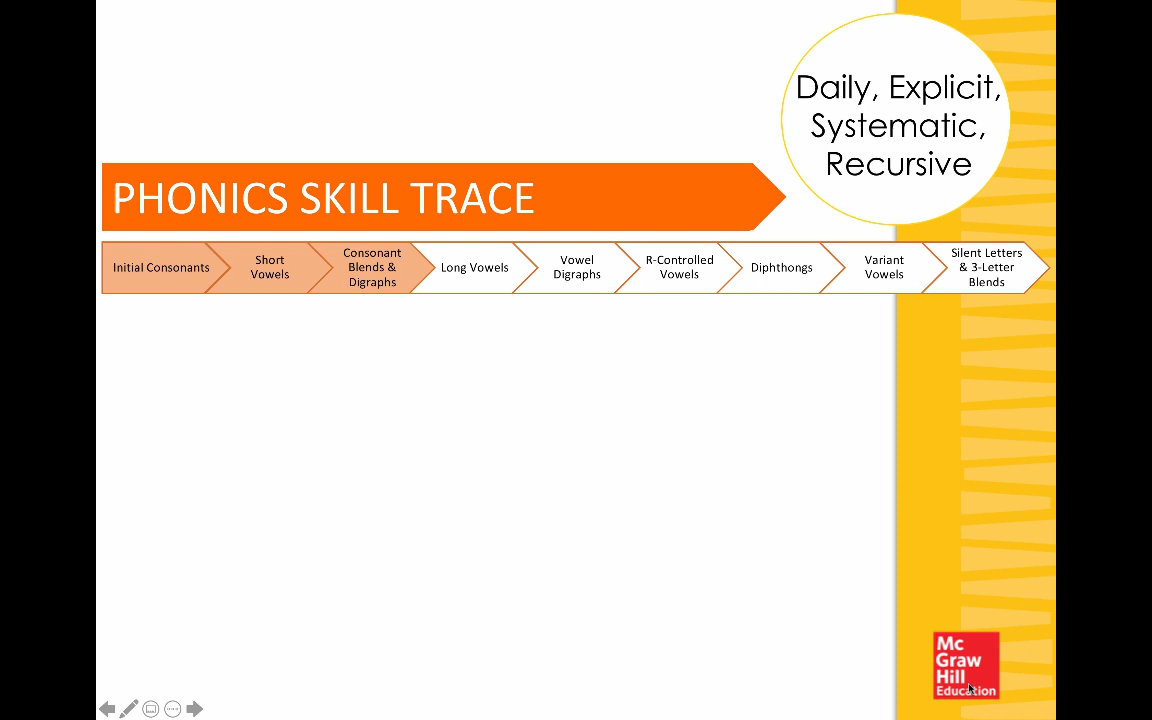 Daily, Explicit,
Systematic,
Recursive
PHONICS SKILL TRACE
Initial Consonants
Short
Vowels
Consonant
Blends &
Digraphs
Long Vowels
Vowel
Digraphs
R-Controlled
Vowels
Diphthongs
Variant
Vowels
Silent Letters
& 3-Letter
Blends
Mc
Graw
Hill
Education